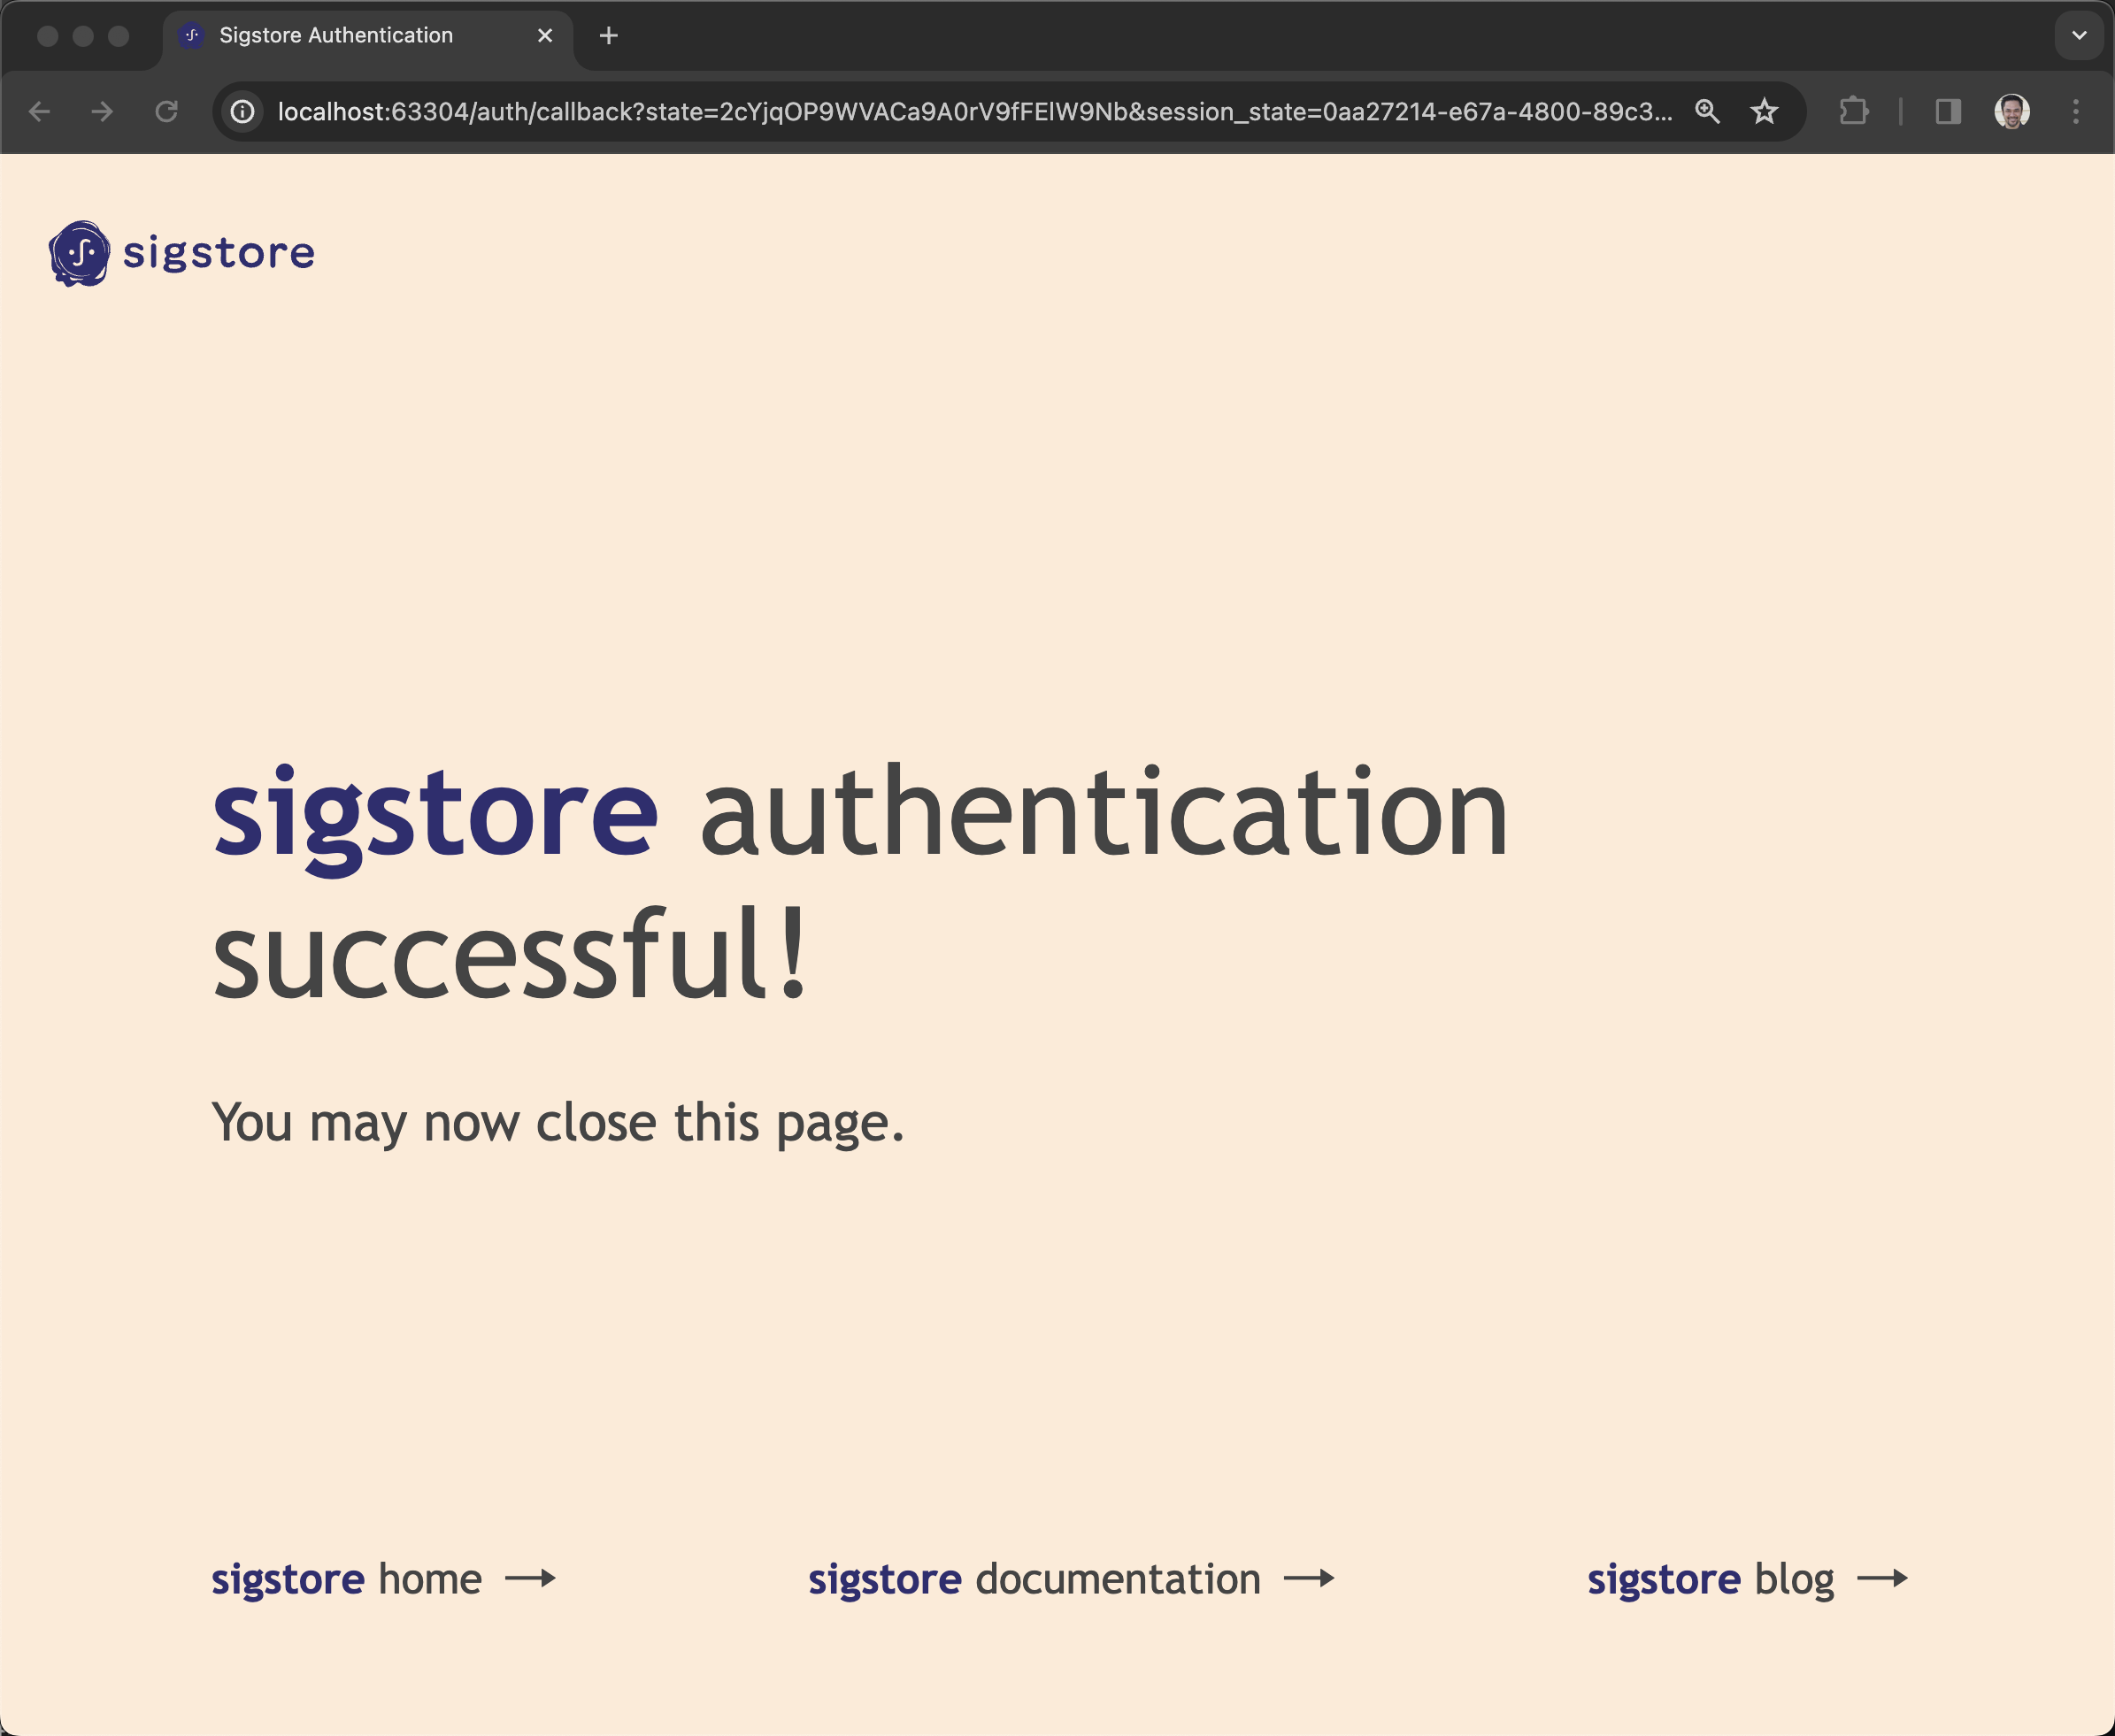 Sigstore Authentication
localhost:63304/auth/callback?state=2cYjqOP9WVACa9A0rV9fFElW9Nb&session_state=0aa27214-e67a-4800-89c3...
sigstore
sigstore authentication
successful!
You may now close this page.
sigstore home
sigstore documentation
sigstore blog